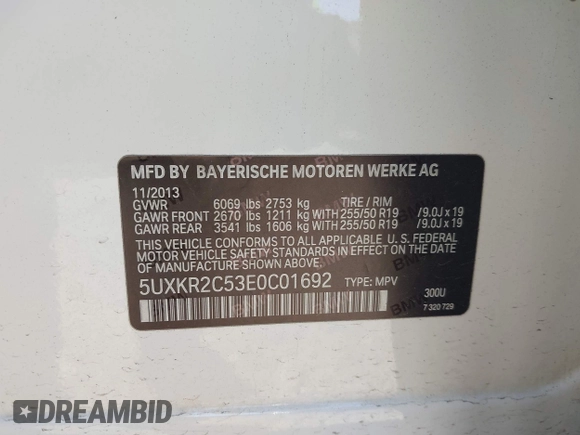 MFD BY BAYERISCHE MOTOREN WERKE AG
11/2013
GVWR 6069 lbs 2753 kg TIRE / RIM
GAWR FRONT 2670 lbs 1211 kg WITH 255/50 R19 /9.0J x 19
GAWR REAR 3541 lbs 1606 kg WITH 255/50 R19 /9.0J x 19
THIS VEHICLE CONFORMS TO ALL APPLICABLE U. S. FEDERAL
MOTOR VEHICLE SAFETY STANDARDS IN EFFECT ON THE
DATE OF MANUFACTURE SHOWN ABOVE.
5UXKR2C53E0C01692 TYPE: MPV
300U
7 320 729
DREAMBID